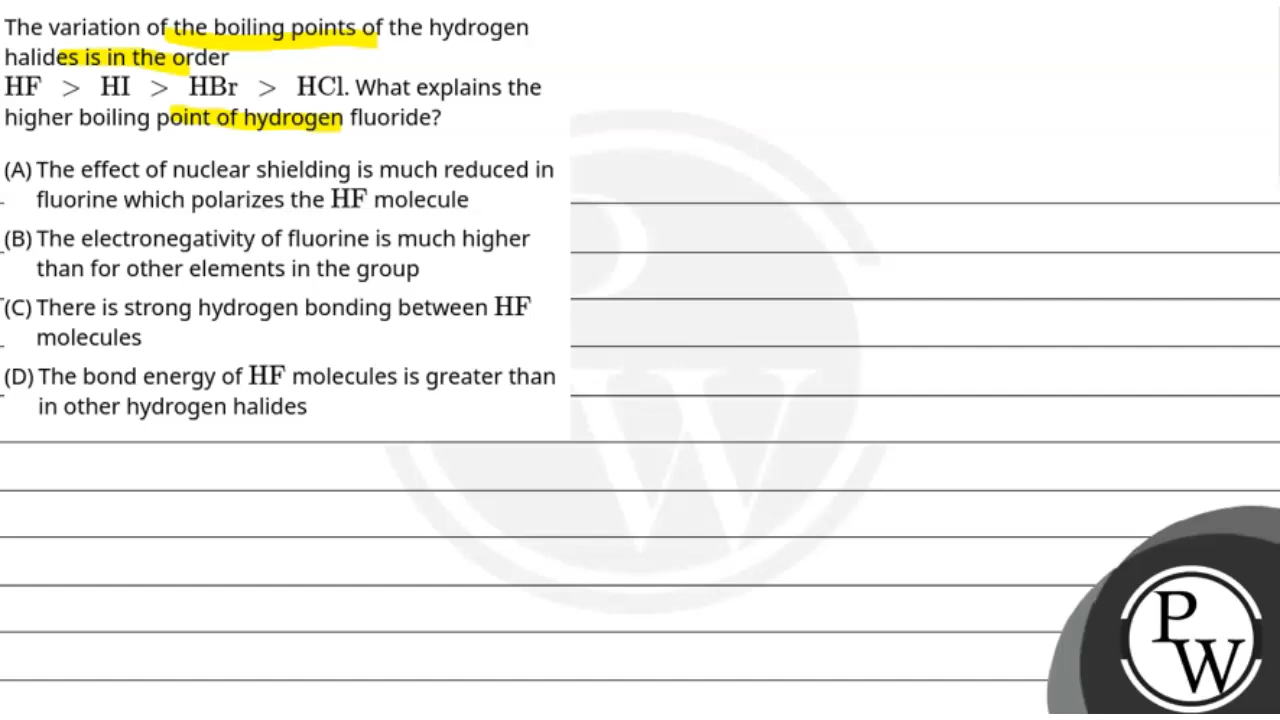 The variation of the boiling points of the hydrogen
halides is in the order
HF > HI > HBr > HCl. What explains the
higher boiling point of hydrogen fluoride?
(A) The effect of nuclear shielding is much reduced in
fluorine which polarizes the HF molecule
(B) The electronegativity of fluorine is much higher
than for other elements in the group
(C) There is strong hydrogen bonding between HF
molecules
(D) The bond energy of HF molecules is greater than
in other hydrogen halides
P
W
P
W